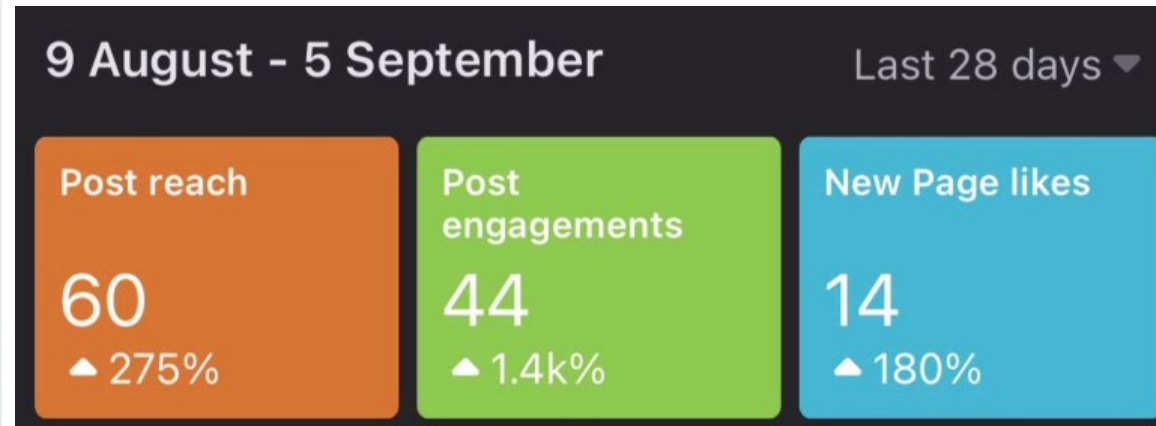 9 August - 5 September
Last 28 days
Post reach
60
275%
Post
engagements
44
1.4k%
New Page likes
14
180%